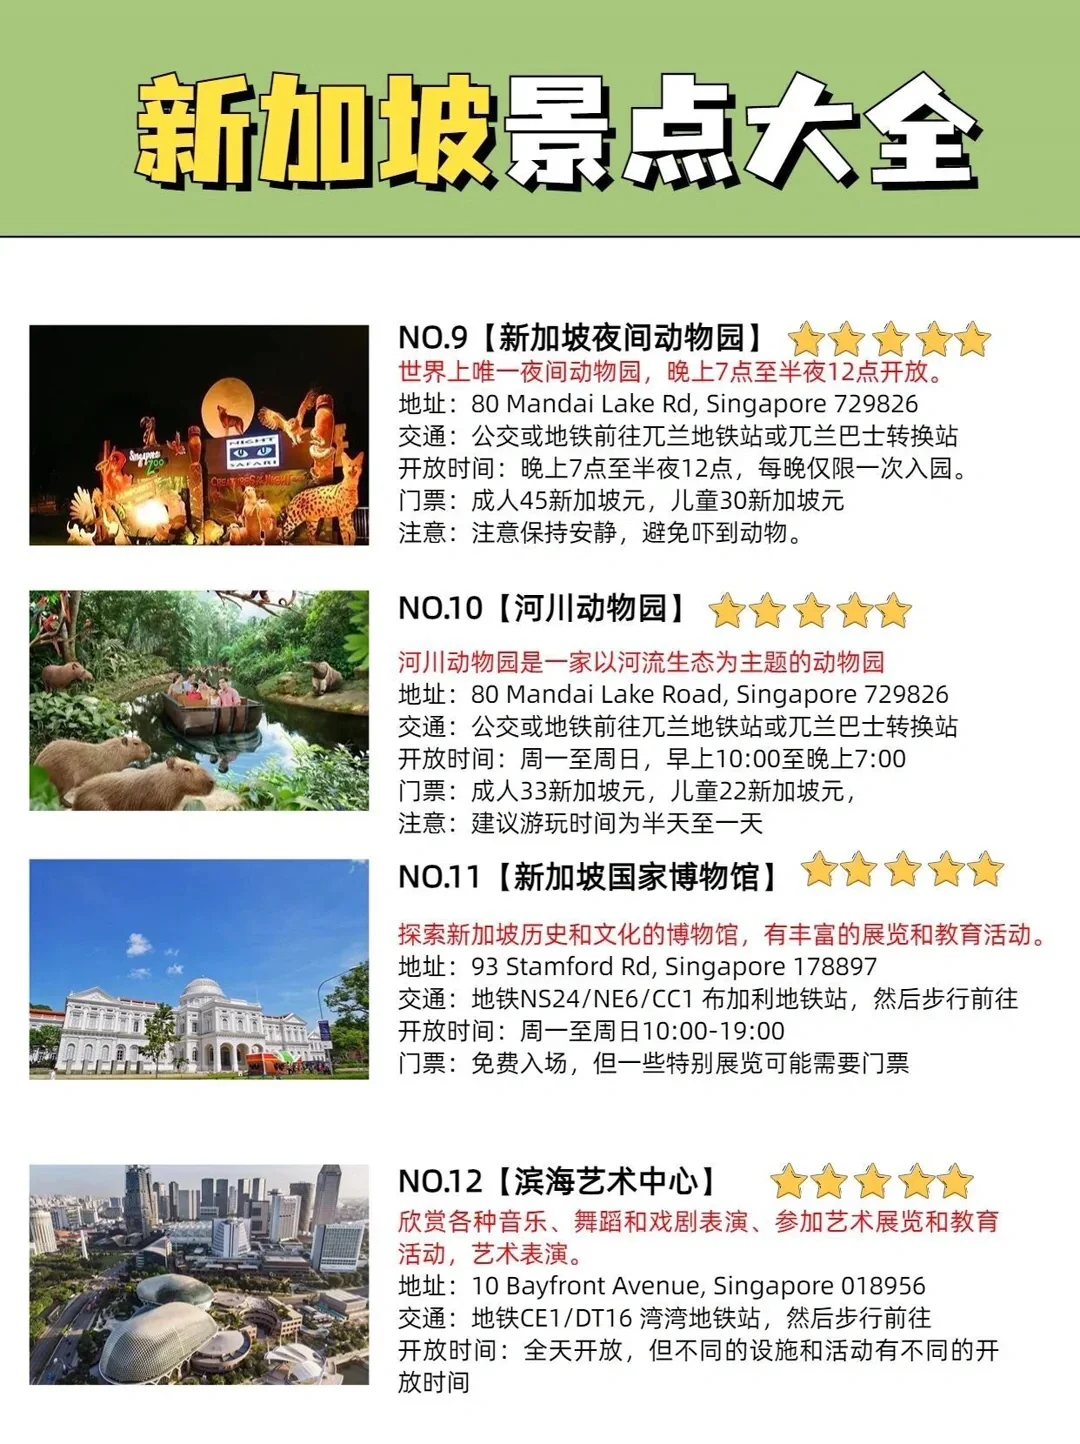 新加坡景点大全
NO.9【新加坡夜间动物园】
世界上唯一夜间动物园，晚上7点至半夜12点开放。
地址：80 Mandai Lake Rd, Singapore 729826
交通：公交或地铁前往兀兰地铁站或兀兰巴士转换站
开放时间：晚上7点至半夜12点，每晚仅限一次入园。
门票：成人45新加坡元，儿童30新加坡元
注意：注意保持安静，避免吓到动物。
Singapore
Zoo
NIGHT
SAFARI
CREATURES OF THE NIGHT
NO.10【河川动物园】
河川动物园是一家以河流生态为主题的动物园
地址：80 Mandai Lake Road, Singapore 729826
交通：公交或地铁前往兀兰地铁站或兀兰巴士转换站
开放时间：周一至周日，早上10:00至晚上7:00
门票：成人33新加坡元，儿童22新加坡元，
注意：建议游玩时间为半天至一天
NO.11【新加坡国家博物馆】
探索新加坡历史和文化的博物馆，有丰富的展览和教育活动。
地址：93 Stamford Rd, Singapore 178897
交通：地铁NS24/NE6/CC1 布加利地铁站，然后步行前往
开放时间：周一至周日10:00-19:00
门票：免费入场，但一些特别展览可能需要门票
NO.12【滨海艺术中心】
欣赏各种音乐、舞蹈和戏剧表演、参加艺术展览和教育
活动，艺术表演。
地址：10 Bayfront Avenue, Singapore 018956
交通：地铁CE1/DT16 湾湾地铁站，然后步行前往
开放时间：全天开放，但不同的设施和活动有不同的开
放时间